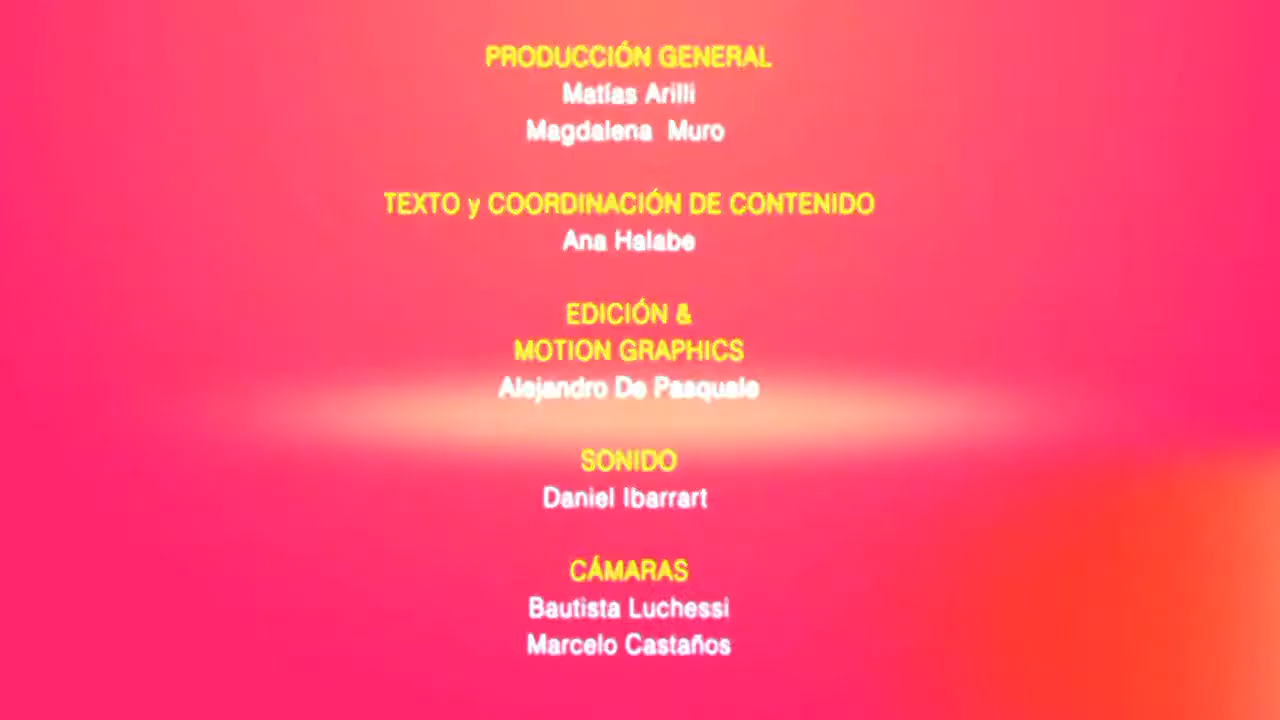 PRODUCCIÓN GENERAL
Matías Arilli
Magdalena Muro
TEXTO y COORDINACIÓN DE CONTENIDO
Ana Halabe
EDICIÓN &
MOTION GRAPHICS
Alejandro De Pasquale
SONIDO
Daniel Ibarrart
CÁMARAS
Bautista Luchessi
Marcelo Castaños